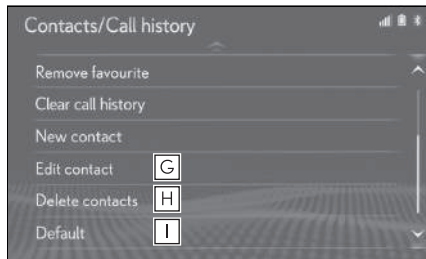 Contacts/Call history
Remove favourite
Clear call history
New contact
Edit contact G
Delete contacts H
Default I